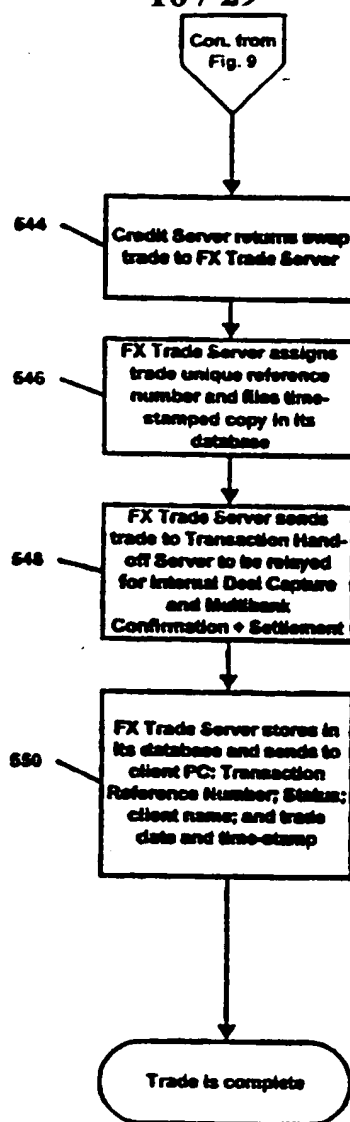 10 / 29
Con. from
Fig. 9
544
Credit Server returns swap
trade to FX Trade Server
546
FX Trade Server assigns
trade unique reference
number and files time-
stamped copy in its
database
548
FX Trade Server sends
trade to Transaction Hand-
off Server to be relayed
for Internal Deal Capture
and Multibank
Confirmation + Settlement
550
FX Trade Server stores in
its database and sends to
client PC: Transaction
Reference Number; Status;
client name; and trade
date and time-stamp
Trade is complete